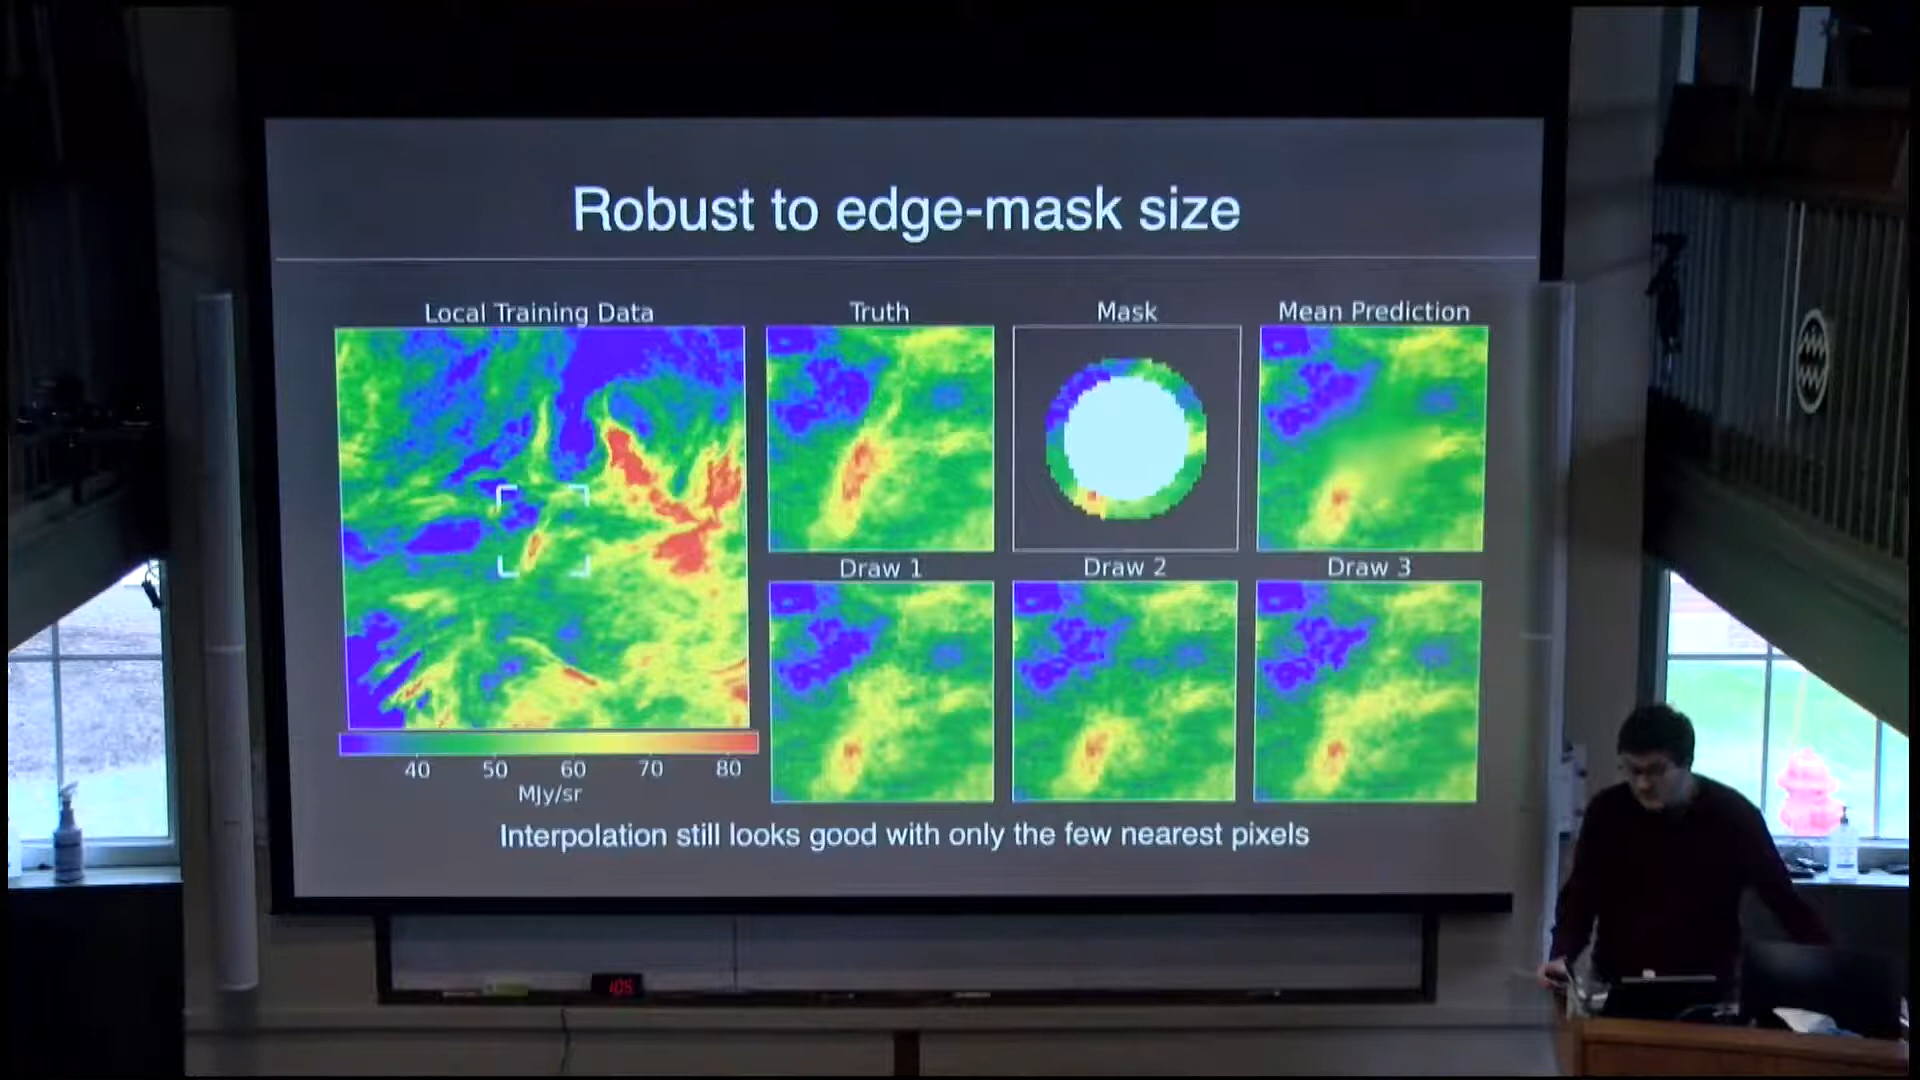 Robust to edge-mask size
Local Training Data
Truth
Mask
Mean Prediction
Draw 1
Draw 2
Draw 3
40 50 60 70 80
MJy/sr
Interpolation still looks good with only the few nearest pixels
105